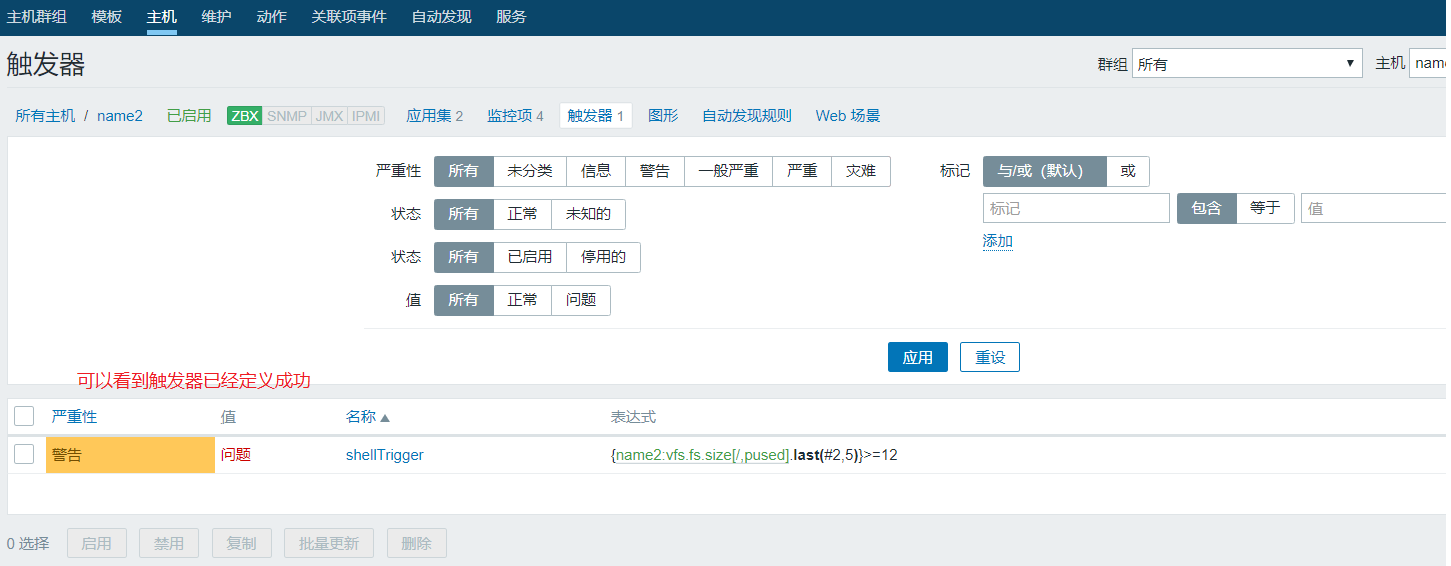 主机群组 模板 主机 维护 动作 关联项事件 自动发现 服务
触发器 群组 所有 主机 name
所有主机 / name2 已启用 ZBX SNMP JMX IPMI 应用集 2 监控项 4 触发器 1 图形 自动发现规则 Web 场景
严重性 所有 未分类 信息 警告 一般严重 严重 灾难 标记 与/或（默认） 或
状态 所有 正常 未知的 标记 包含 等于 值
添加
状态 所有 已启用 停用的
值 所有 正常 问题
应用 重设
可以看到触发器已经定义成功
严重性 值 名称 表达式
警告 问题 shellTrigger {name2:vfs.fs.size[/,pused].last(#2,5)}>=12
0 选择 启用 禁用 复制 批量更新 删除